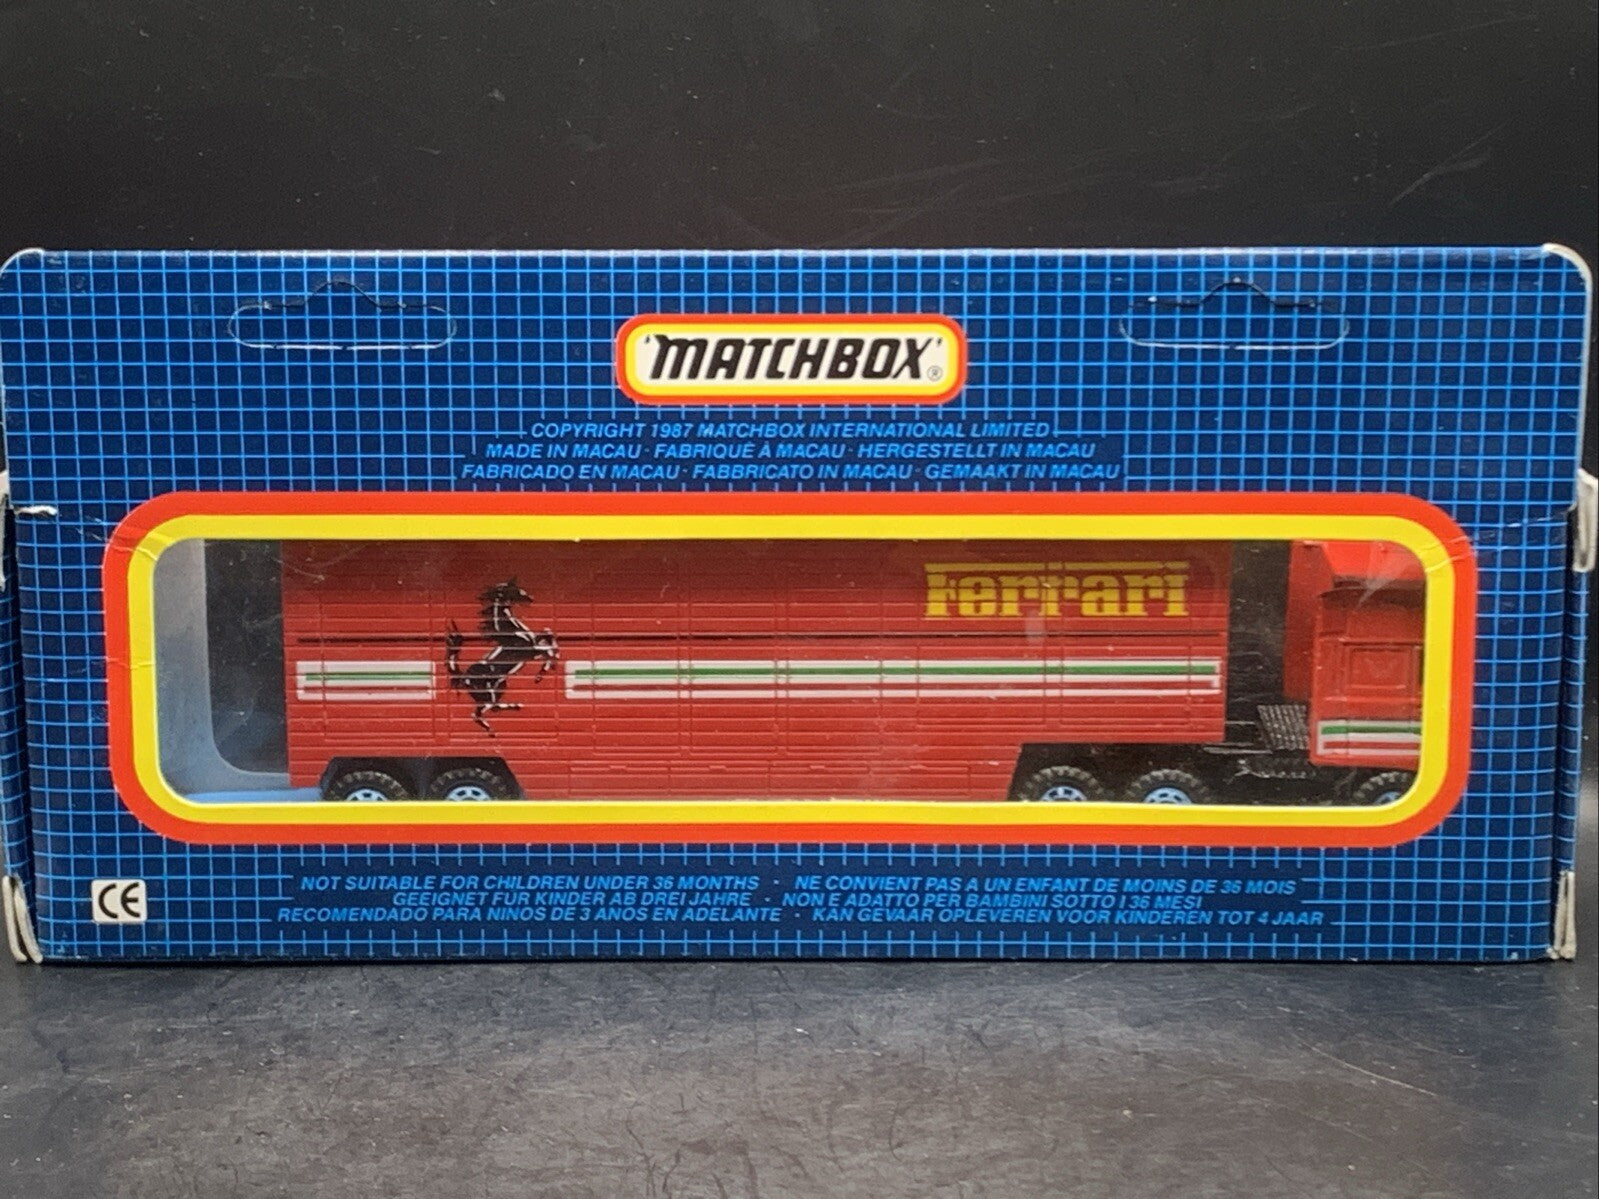 'MATCHBOX'®
COPYRIGHT 1987 MATCHBOX INTERNATIONAL LIMITED
MADE IN MACAU · FABRIQUÉ À MACAU · HERGESTELLT IN MACAU
FABRICADO EN MACAU · FABBRICATO IN MACAU · GEMAAKT IN MACAU
Ferrari
CE
NOT SUITABLE FOR CHILDREN UNDER 36 MONTHS · NE CONVIENT PAS A UN ENFANT DE MOINS DE 36 MOIS
GEEIGNET FUR KINDER AB DREI JAHRE · NON E ADATTO PER BAMBINI SOTTO I 36 MESI
RECOMENDADO PARA NINOS DE 3 ANOS EN ADELANTE · KAN GEVAAR OPLEVEREN VOOR KINDEREN TOT 4 JAAR